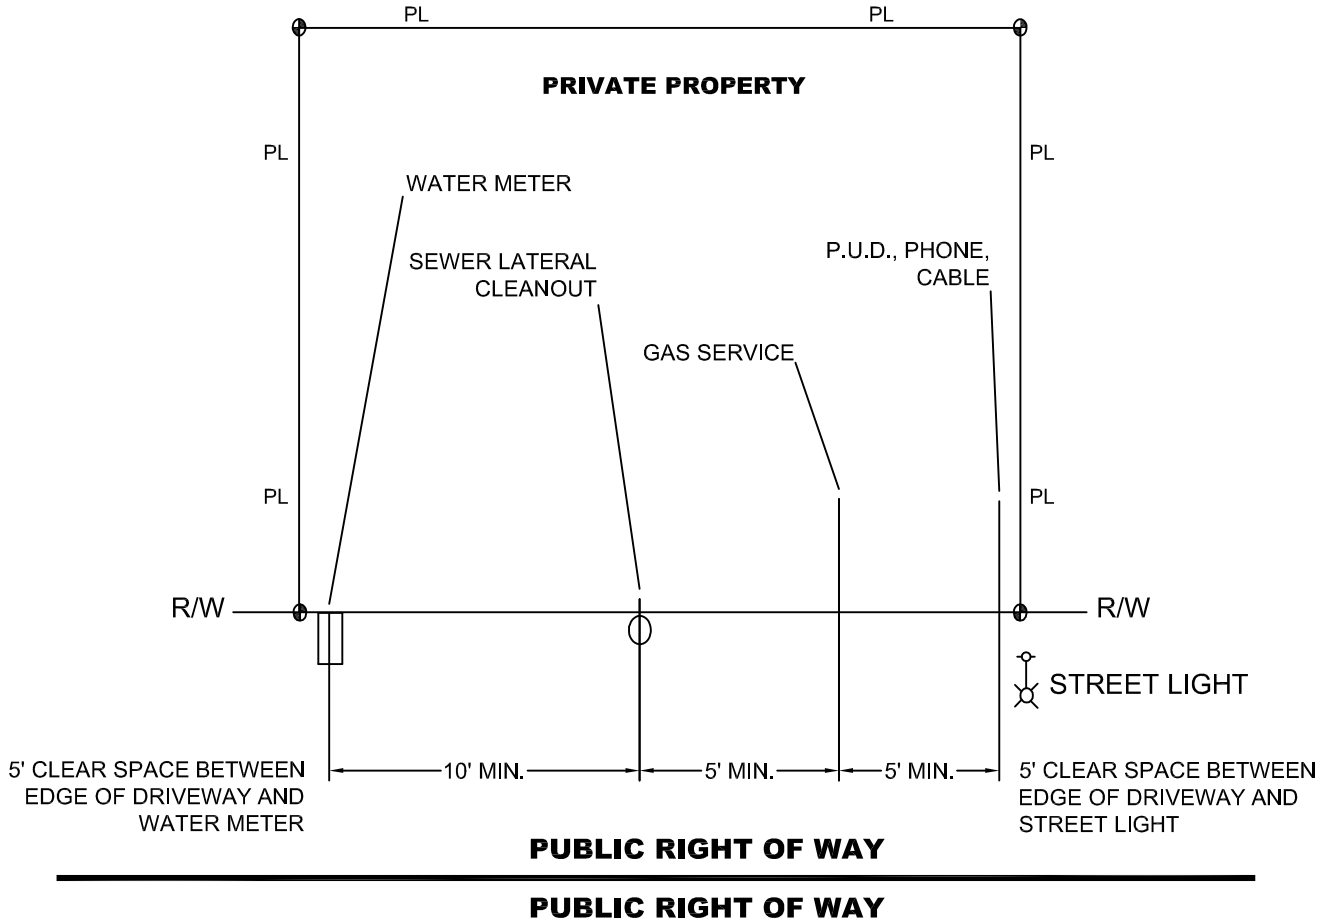 PL PL
PRIVATE PROPERTY
PL PL
WATER METER
SEWER LATERAL
CLEANOUT
P.U.D., PHONE,
CABLE
GAS SERVICE
PL PL
R/W R/W
STREET LIGHT
5' CLEAR SPACE BETWEEN
EDGE OF DRIVEWAY AND
WATER METER
10' MIN. 5' MIN. 5' MIN.
5' CLEAR SPACE BETWEEN
EDGE OF DRIVEWAY AND
STREET LIGHT
PUBLIC RIGHT OF WAY
PUBLIC RIGHT OF WAY